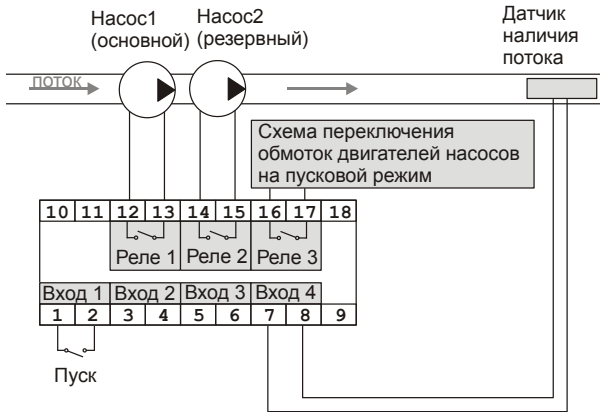 Насос1
(основной)
Насос2
(резервный)
Датчик
наличия
потока
поток
Схема переключения
обмоток двигателей насосов
на пусковой режим
10 11 12 13 14 15 16 17 18
Реле 1 Реле 2 Реле 3
Вход 1 Вход 2 Вход 3 Вход 4
1 2 3 4 5 6 7 8 9
Пуск